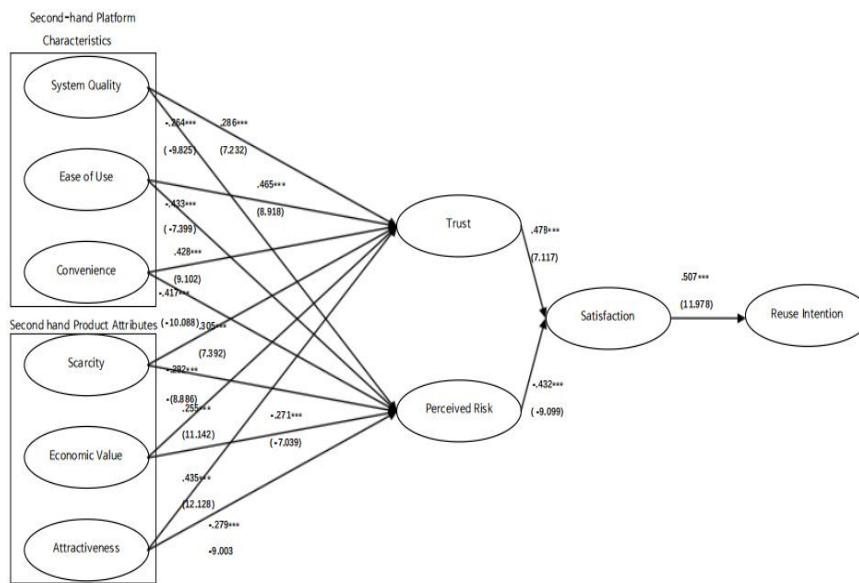 Second-hand Platform
Characteristics
System Quality
-.264*** .286***
(-9.825) (7.232)
Ease of Use
.465***
-.433*** (8.918)
(-7.399)
Trust
.478***
.428***
(7.117)
Convenience
(9.102)
.507***
-.417***
(11.978)
Satisfaction
Reuse Intention
Second hand Product Attributes
(-10.088) .305***
(7.392)
Scarcity
-.292***
-.432***
-(8.886)
.255***
-.271***
Perceived Risk
(-9.099)
(11.142)
(-7.039)
Economic Value
.435***
(12.128)
-.279***
Attractiveness
-9.003